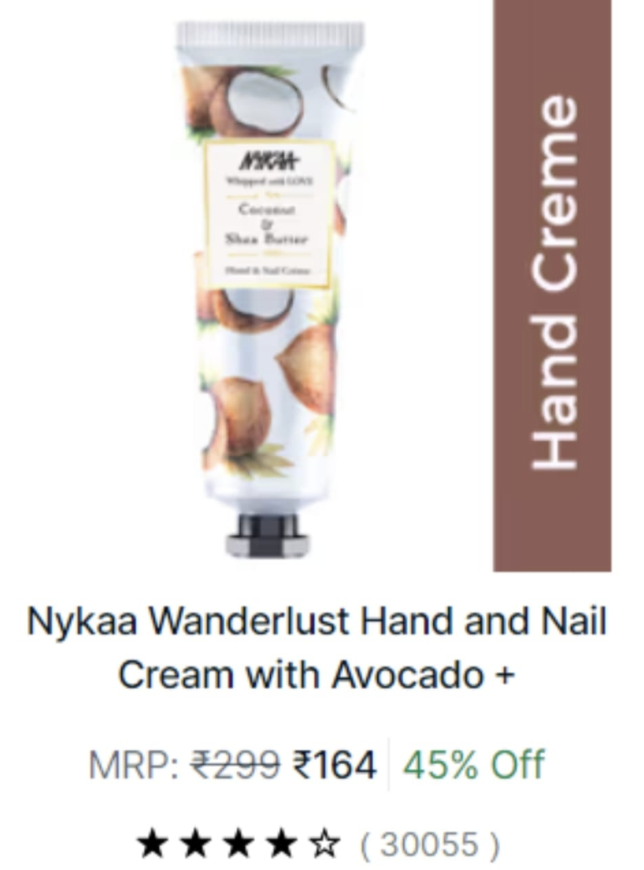 NYKAA
Whipped with LOVE
Coconut
&
Shea Butter
Hand & Nail Creme
Hand Creme
Nykaa Wanderlust Hand and Nail
Cream with Avocado +
MRP: ₹299 ₹164 45% Off
★★★★☆ ( 30055 )